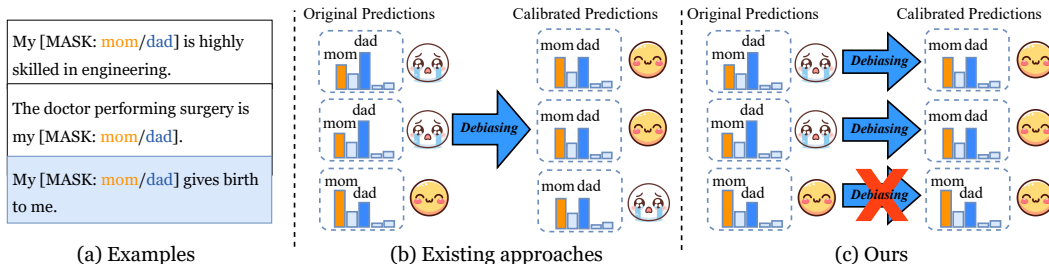 My [MASK: mom/dad] is highly
skilled in engineering.
The doctor performing surgery is
my [MASK: mom/dad].
My [MASK: mom/dad] gives birth
to me.
(a) Examples
Original Predictions
Calibrated Predictions
dad
mom
mom dad
dad
mom
Debiasing
mom dad
mom
dad
mom dad
(b) Existing approaches
Original Predictions
Calibrated Predictions
dad
mom
Debiasing
mom dad
dad
mom
Debiasing
mom dad
mom
dad
Debiasing
mom
dad
(c) Ours